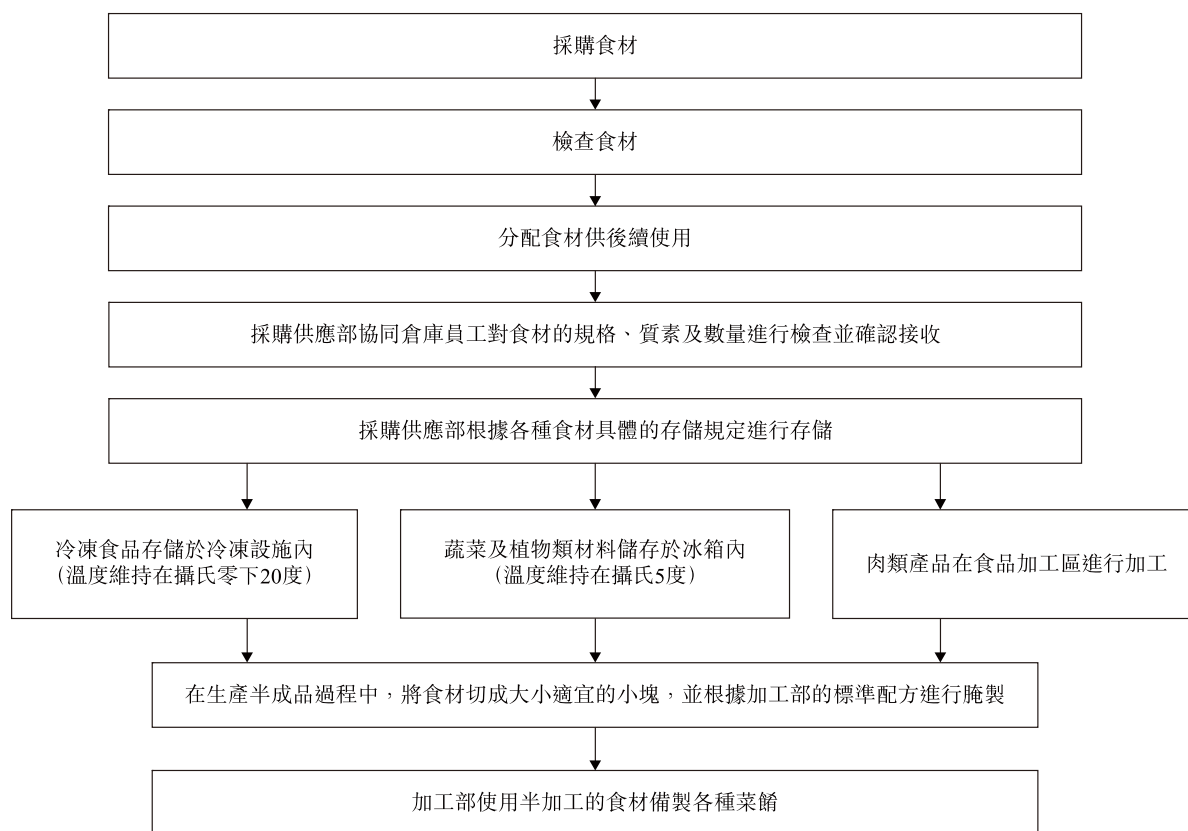 採購食材
檢查食材
分配食材供後續使用
採購供應部協同倉庫員工對食材的規格、質素及數量進行檢查並確認接收
採購供應部根據各種食材具體的存儲規定進行存儲
冷凍食品存儲於冷凍設施內
（溫度維持在攝氏零下20度）
蔬菜及植物類材料儲存於冰箱內
（溫度維持在攝氏5度）
肉類產品在食品加工區進行加工
在生產半成品過程中，將食材切成大小適宜的小塊，並根據加工部的標準配方進行腌製
加工部使用半加工的食材備製各種菜餚